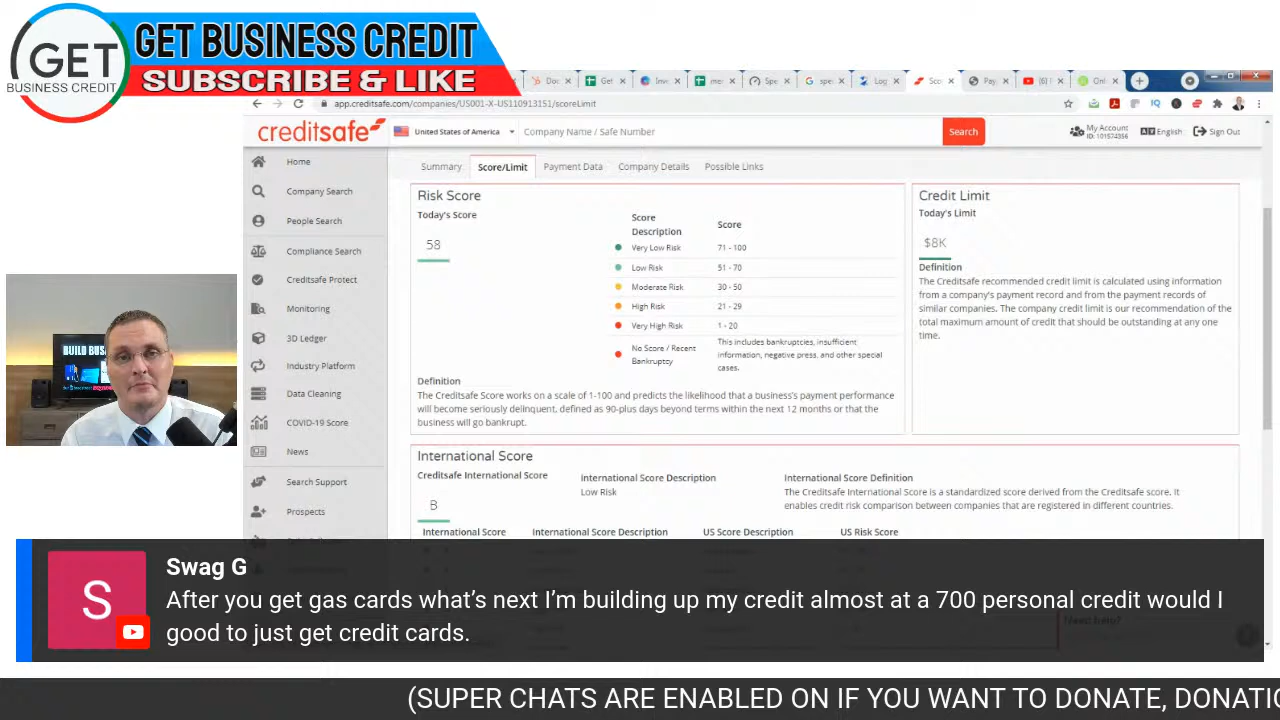 GET
BUSINESS CREDIT
GET BUSINESS CREDIT
SUBSCRIBE & LIKE
app.creditsafe.com/companies/US001-X-US110913151/scoreLimit
creditsafe
United States of America
Company Name / Safe Number
Search
My Account
ID: 101574356
English
Sign Out
Home
Company Search
People Search
Compliance Search
Creditsafe Protect
Monitoring
3D Ledger
Industry Platform
Data Cleaning
COVID-19 Score
News
Search Support
Prospects
Summary
Score/Limit
Payment Data
Company Details
Possible Links
Risk Score
Today's Score
58
Score Description
Score
Very Low Risk
71 - 100
Low Risk
51 - 70
Moderate Risk
30 - 50
High Risk
21 - 29
Very High Risk
1 - 20
No Score / Recent
Bankruptcy
This includes bankruptcies, insufficient
information, negative press, and other special
cases.
Definition
The Creditsafe Score works on a scale of 1-100 and predicts the likelihood that a business's payment performance
will become seriously delinquent, defined as 90-plus days beyond terms within the next 12 months or that the
business will go bankrupt.
Credit Limit
Today's Limit
$8K
Definition
The Creditsafe recommended credit limit is calculated using information
from a company's payment record and from the payment records of
similar companies. The company credit limit is our recommendation of the
total maximum amount of credit that should be outstanding at any one
time.
International Score
Creditsafe International Score
B
International Score Description
Low Risk
International Score Definition
The Creditsafe International Score is a standardized score derived from the Creditsafe score. It
enables credit risk comparison between companies that are registered in different countries.
International Score
International Score Description
US Score Description
US Risk Score
Need help?
BUILD BUS
S
Swag G
After you get gas cards what's next I'm building up my credit almost at a 700 personal credit would I
good to just get credit cards.
(SUPER CHATS ARE ENABLED ON IF YOU WANT TO DONATE, DONATIO